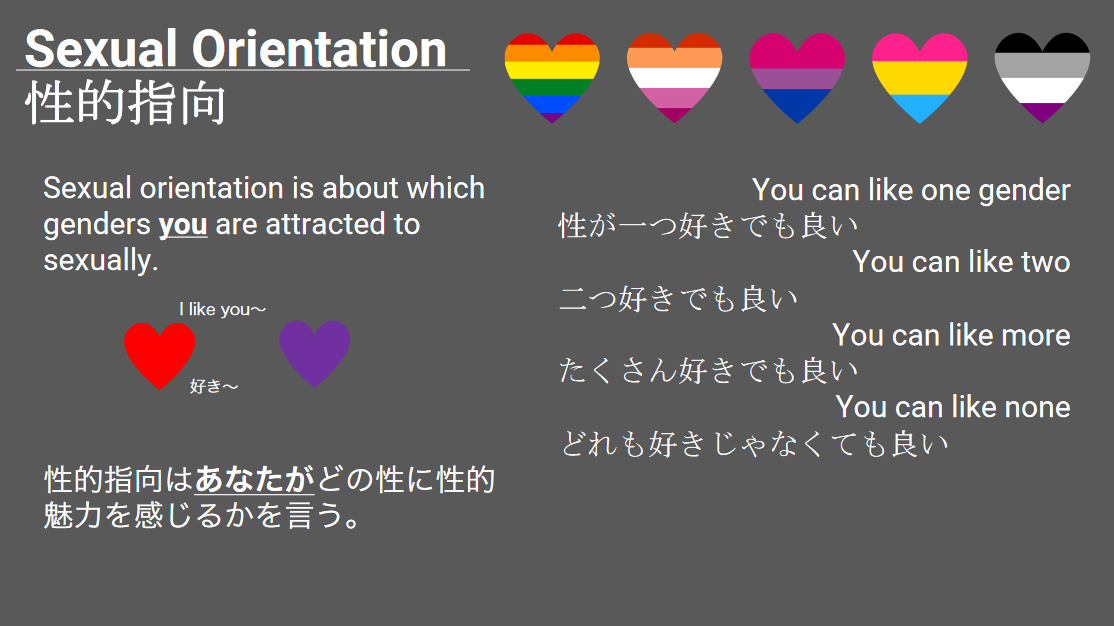 Sexual Orientation
性的指向
Sexual orientation is about which
genders you are attracted to
sexually.
I like you～
好き～
性的指向はあなたがどの性に性的
魅力を感じるかを言う。
You can like one gender
性が一つ好きでも良い
You can like two
二つ好きでも良い
You can like more
たくさん好きでも良い
You can like none
どれも好きじゃなくても良い